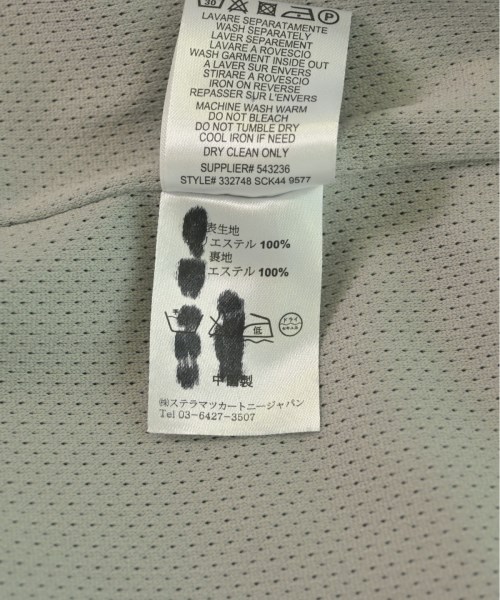 30
LAVARE SEPARATAMENTE
WASH SEPARATELY
LAVER SEPAREMENT
LAVARE A ROVESCIO
WASH GARMENT INSIDE OUT
A LAVER SUR ENVERS
STIRARE A ROVESCIO
IRON ON REVERSE
REPASSER SUR L'ENVERS
MACHINE WASH WARM
DO NOT BLEACH
DO NOT TUMBLE DRY
COOL IRON IF NEED
DRY CLEAN ONLY
SUPPLIER# 543236
STYLE# 332748 SCK44 9577
表生地
エステル 100%
裏地
エステル 100%
低 ドライ
中国製
㈱ステラマッカートニージャパン
Tel 03-6427-3507